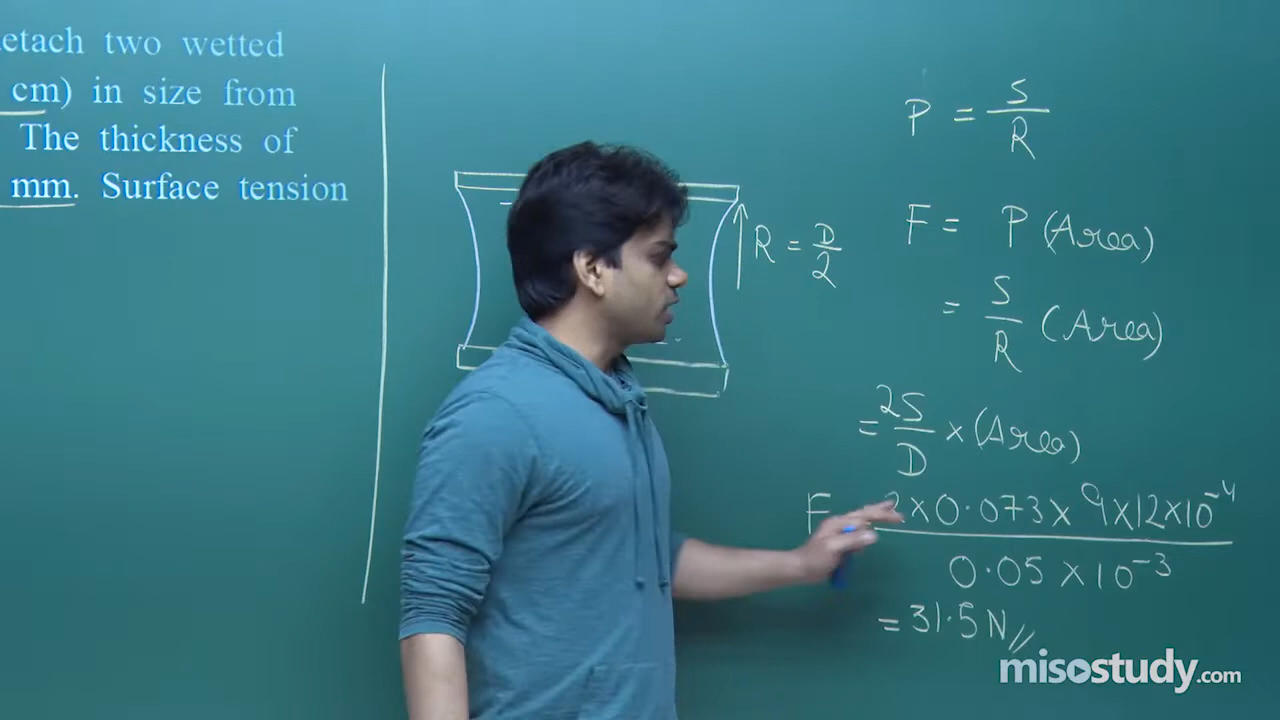 etach two wetted
cm) in size from
The thickness of
mm. Surface tension
P = S/R
R = D/2
F = P (Area)
= S/R (Area)
= 2S/D × (Area)
F 2×0.073× 9×12×10⁻⁴
0.05 ×10⁻³
= 31.5 N //
misostudy.com